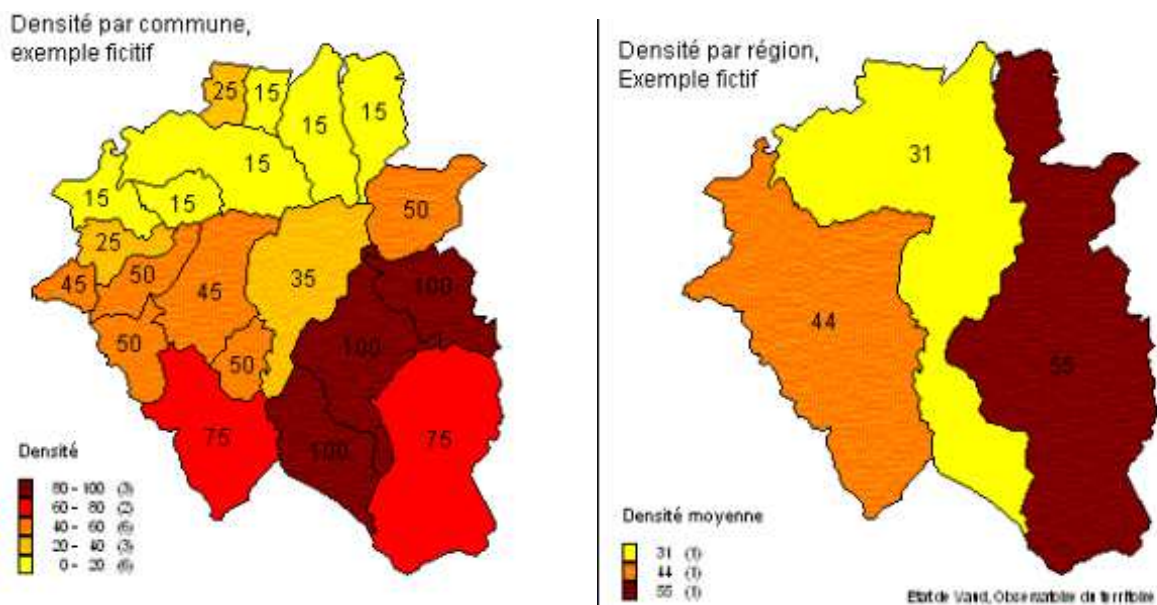 Densité par commune,
exemple ficitif
25
15
15
15
15
15
15
50
25
50
45
45
35
100
50
50
100
75
100
75
Densité
80 - 100 (3)
60 - 80 (2)
40 - 60 (6)
20 - 40 (3)
0 - 20 (6)
Densité par région,
Exemple fictif
31
44
55
Densité moyenne
31 (1)
44 (1)
55 (1)
Etat de Vaud, Observatoire du territoire